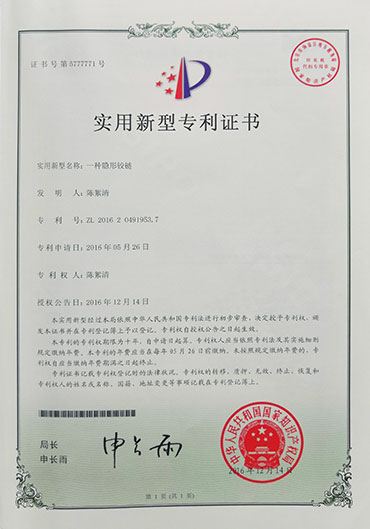 证书号第5777771号
实用新型专利证书
实用新型名称：一种隐形铰链
发明人：陈絮清
专利号：ZL 2016 2 0491953.7
专利申请日：2016年05月26日
专利权人：陈絮清
授权公告日：2016年12月14日
本实用新型经过本局依照中华人民共和国专利法进行初步审查，决定授予专利权，颁
发本证书并在专利登记簿上予以登记。专利权自授权公告之日起生效。
本专利的专利权期限为十年，自申请日起算。专利权人应当依照专利法及其实施细则
规定缴纳年费。本专利的年费应当在每年05月26日前缴纳。未按照规定缴纳年费的，专
利权自应当缴纳年费期满之日起终止。
专利证书记载专利权登记时的法律状况。专利权的转移、质押、无效、终止、恢复和
专利权人的姓名或名称、国籍、地址变更等事项记载在专利登记簿上。
局长
申长雨
申长雨
中华人民共和国国家知识产权局
2016年12月14日
第1页（共1页）